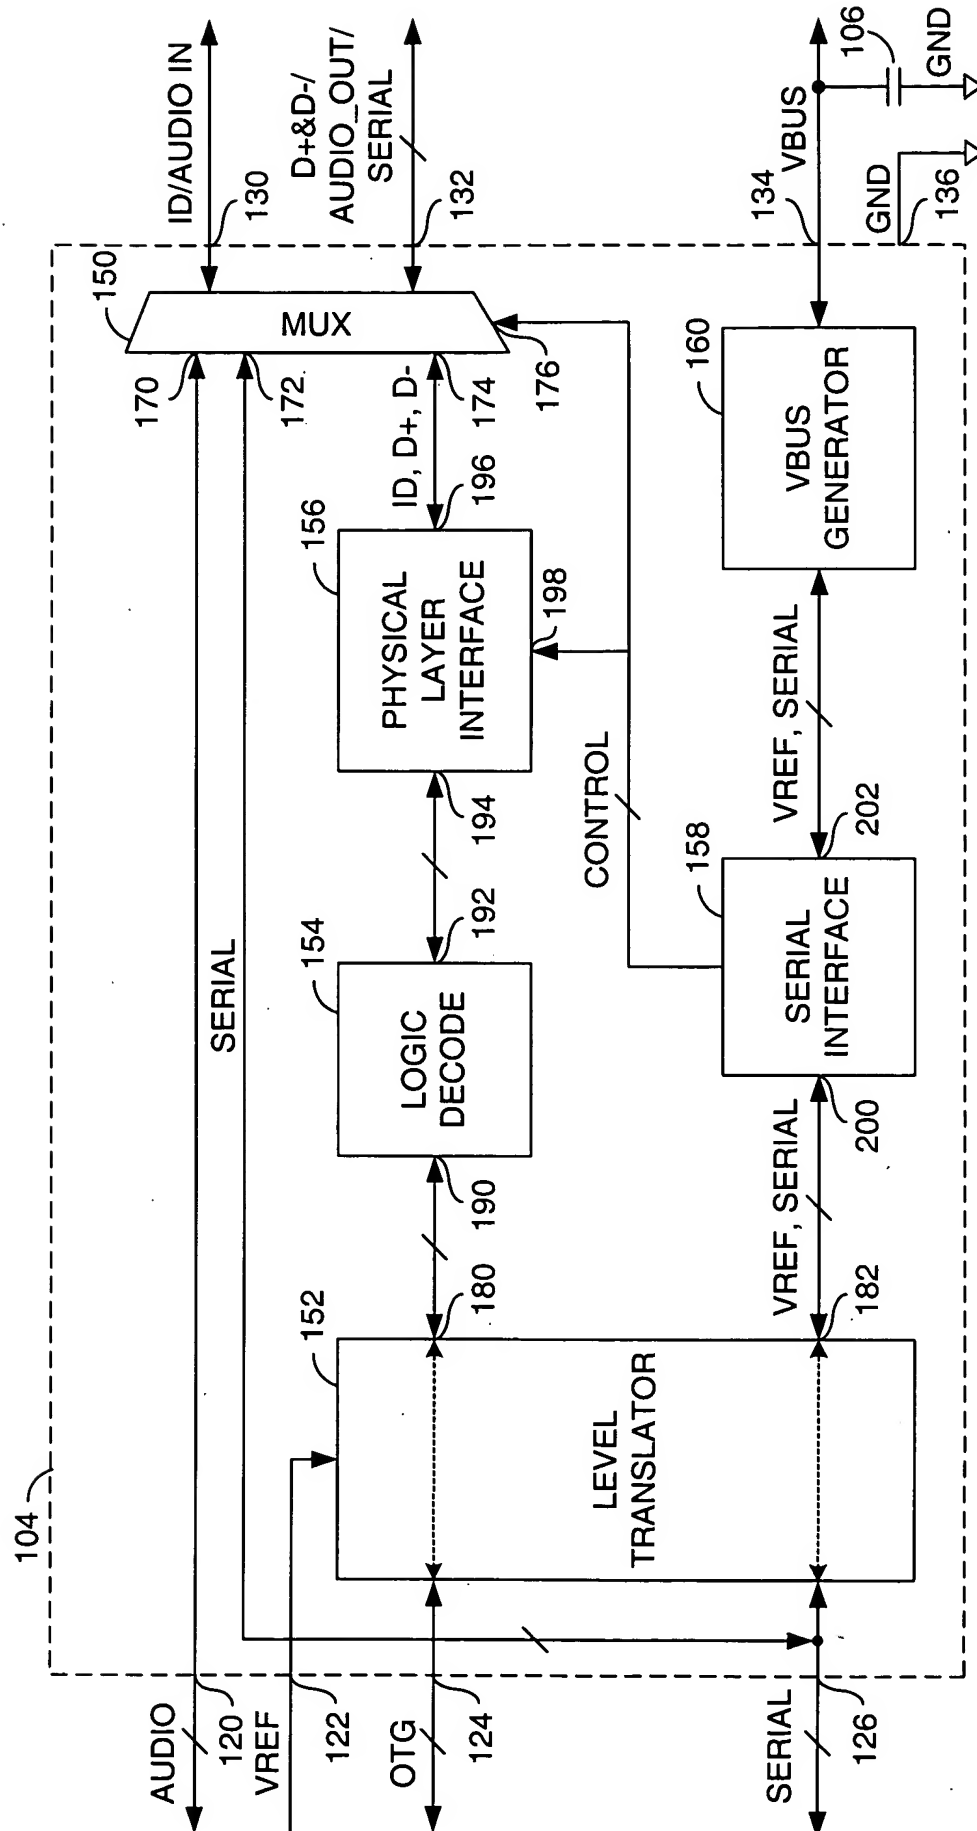 104
AUDIO
120
VREF
122
OTG
124
SERIAL
126
SERIAL
152
LEVEL
TRANSLATOR
180
182
VREF, SERIAL
190
154
LOGIC
DECODE
192
200
158
SERIAL
INTERFACE
202
CONTROL
194
156
PHYSICAL
LAYER
INTERFACE
196
198
VREF, SERIAL
160
VBUS
GENERATOR
ID, D+, D-
150
MUX
170
172
174
176
ID/AUDIO IN
130
D+&D-/
AUDIO_OUT/
SERIAL
132
134
VBUS
GND
136
106
GND